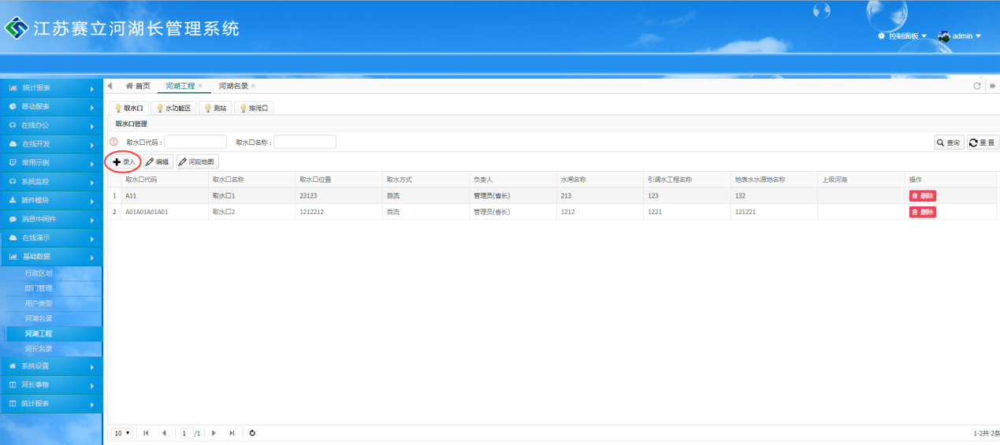 江苏赛立河湖长管理系统
控制面板 admin
统计报表
移动报表
在线办公
在线开发
常用示例
系统监控
插件模块
消息中间件
在线演示
基础数据
行政区划
部门管理
用户类型
河湖名录
河湖工程
河长名录
系统设置
河长事物
统计报表
首页 河湖工程 × 河湖名录 ×
取水口 水功能区 测站 排污口
取水口管理
取水口代码： 取水口名称： 查询 重置
录入 编辑 河段地图
取水口代码 取水口名称 取水口位置 取水方式 负责人 水闸名称 引调水工程名称 地表水水源地名称 上级河湖 操作
1 A11 取水口1 23123 自流 管理员(省长) 213 123 132 删除
2 A01A01A01A01 取水口2 1212212 自流 管理员(省长) 1212 1221 121221 删除
10 1 /1 1-2共 2条